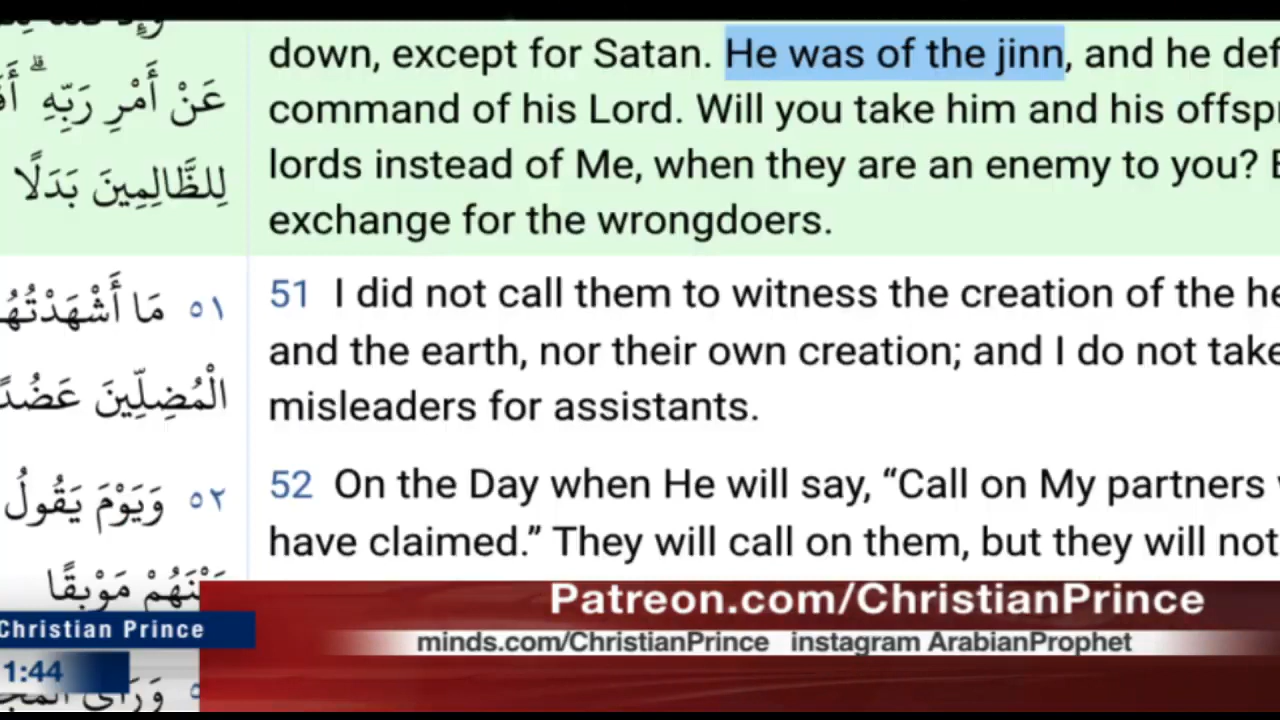 down, except for Satan. He was of the jinn, and he def
command of his Lord. Will you take him and his offspr
lords instead of Me, when they are an enemy to you?
exchange for the wrongdoers.
عَنْ أَمْرِ رَبِّهِ ۗ
لِلظَّالِمِينَ بَدَلًا
51 I did not call them to witness the creation of the he
and the earth, nor their own creation; and I do not take
misleaders for assistants.
٥١ مَا أَشْهَدْتُهُ
الْمُضِلِّينَ عَضُدً
52 On the Day when He will say, “Call on My partners
have claimed.” They will call on them, but they will not
٥٢ وَيَوْمَ يَقُولُ
بَيْنَهُمْ مَوْبِقًا
Patreon.com/ChristianPrince
Christian Prince
minds.com/ChristianPrince instagram ArabianProphet
1:44